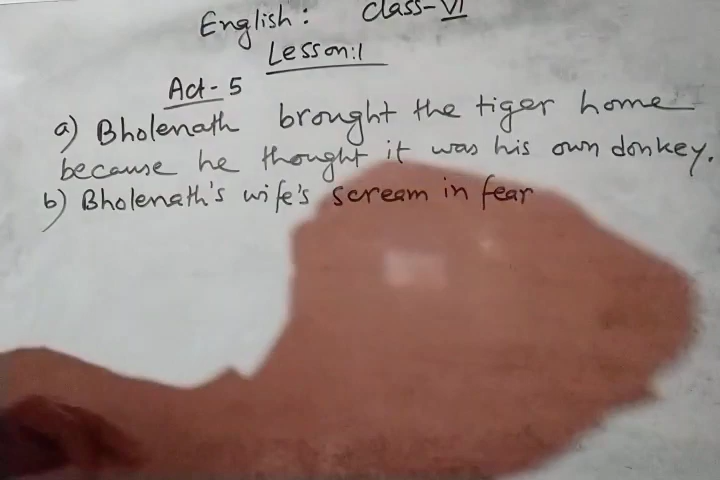 English: Class-VI
Lesson:1
Act-5
a) Bholenath brought the tiger home
because he thought it was his own donkey.
b) Bholenath's wife's scream in fear